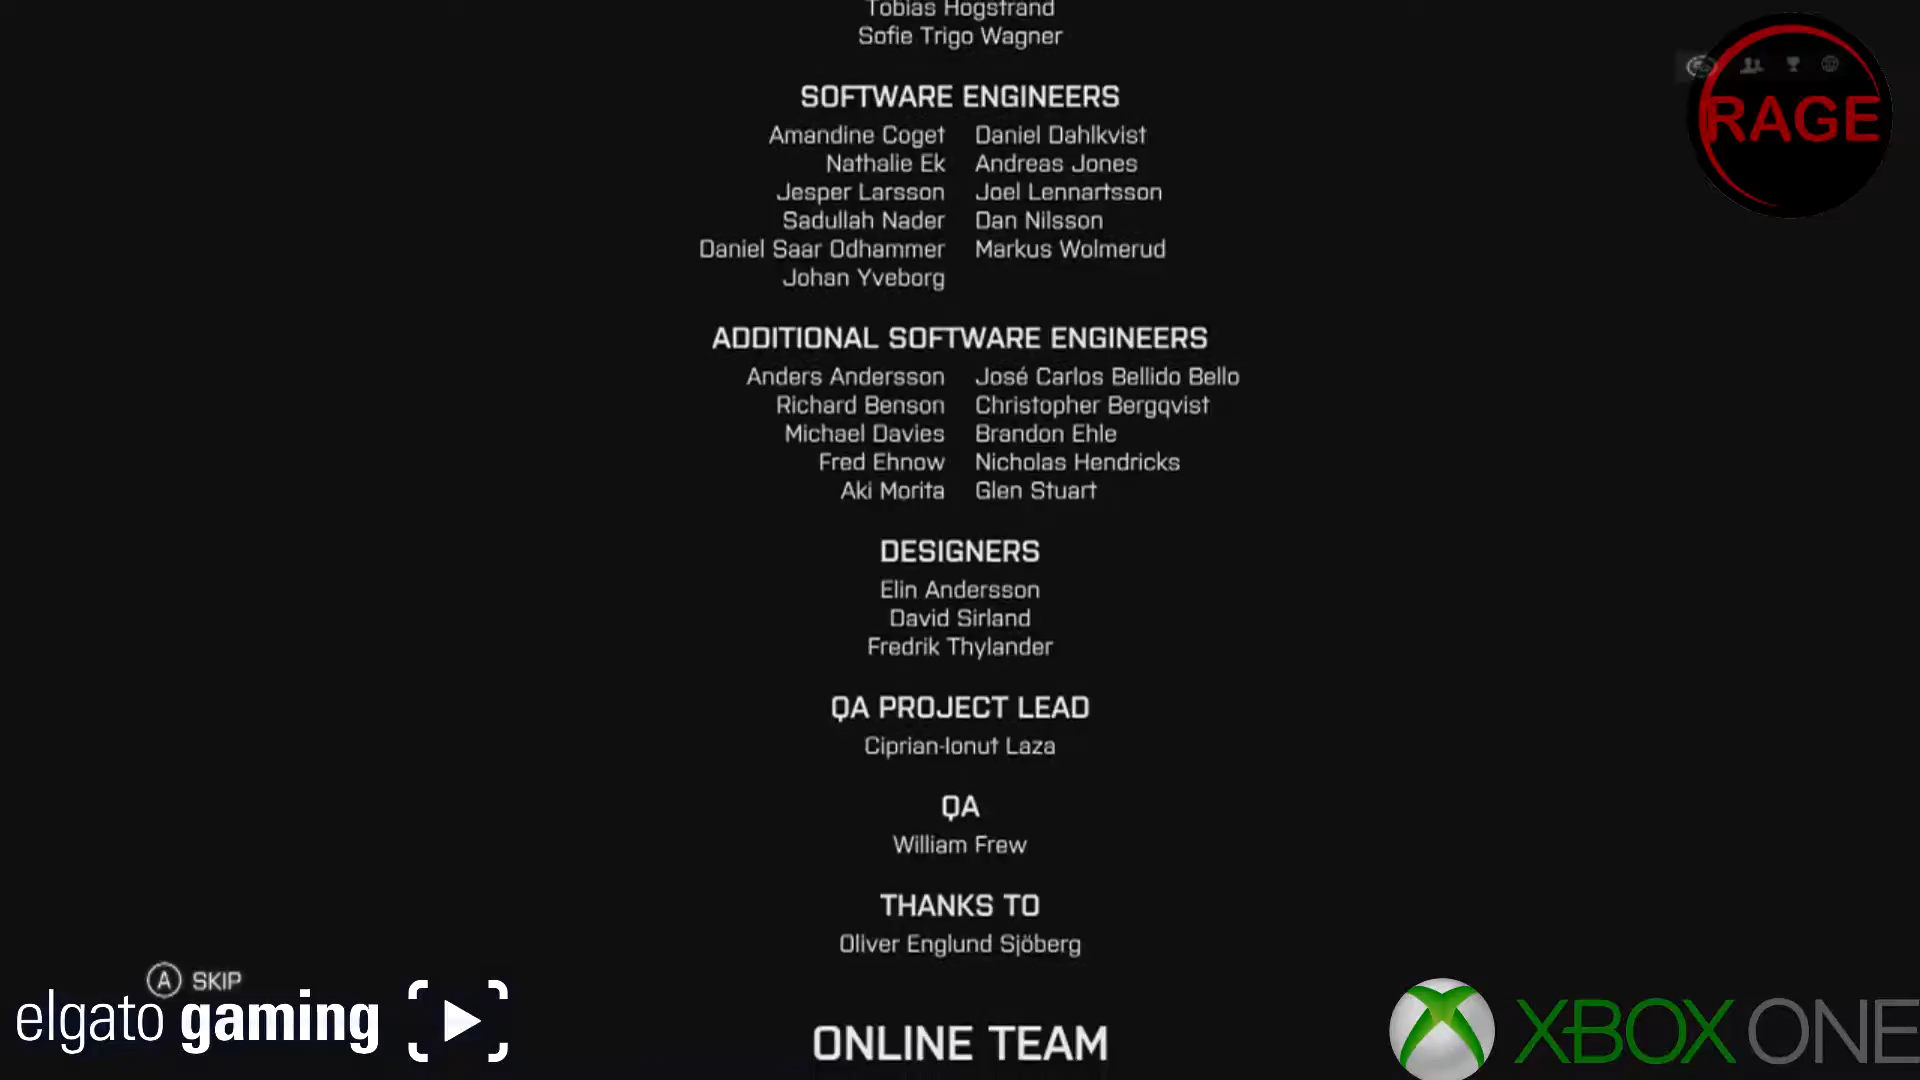 Tobias Högstrand
Sofie Trigo Wagner
SOFTWARE ENGINEERS
Amandine Coget Daniel Dahlkvist
Nathalie Ek Andreas Jones
Jesper Larsson Joel Lennartsson
Sadullah Nader Dan Nilsson
Daniel Saar Odhammer Markus Wolmerud
Johan Yveborg
ADDITIONAL SOFTWARE ENGINEERS
Anders Andersson José Carlos Bellido Bello
Richard Benson Christopher Bergqvist
Michael Davies Brandon Ehle
Fred Ehnow Nicholas Hendricks
Aki Morita Glen Stuart
DESIGNERS
Elin Andersson
David Sirland
Fredrik Thylander
QA PROJECT LEAD
Ciprian-Ionut Laza
QA
William Frew
THANKS TO
Oliver Englund Sjöberg
ONLINE TEAM
RAGE
A SKIP
elgato gaming
XBOX ONE